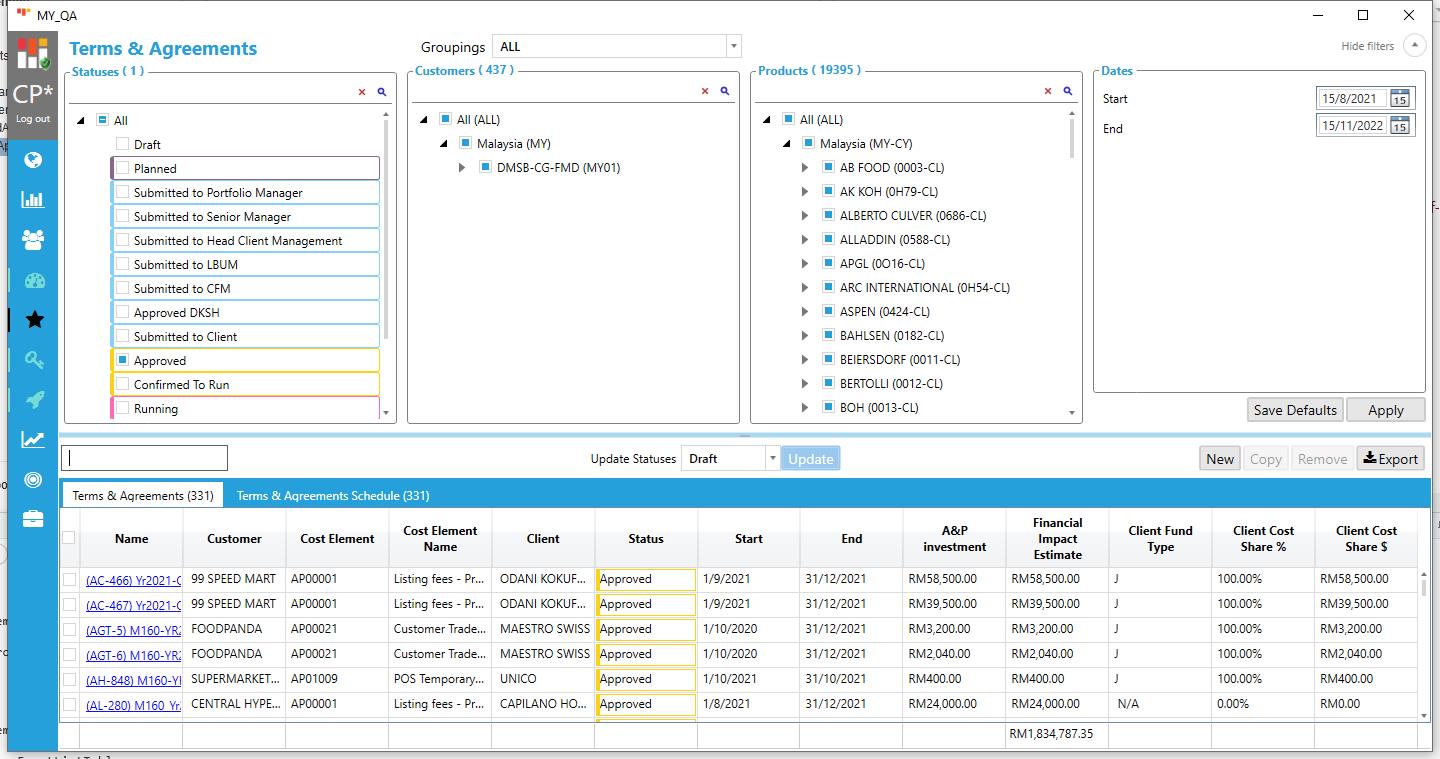 MY_QA
CP*
Log out
Terms & Agreements
Groupings
ALL
Hide filters
Statuses ( 1 )
All
Draft
Planned
Submitted to Portfolio Manager
Submitted to Senior Manager
Submitted to Head Client Management
Submitted to LBUM
Submitted to CFM
Approved DKSH
Submitted to Client
Approved
Confirmed To Run
Running
Customers ( 437 )
All (ALL)
Malaysia (MY)
DMSB-CG-FMD (MY01)
Products ( 19395 )
All (ALL)
Malaysia (MY-CY)
AB FOOD (0003-CL)
AK KOH (0H79-CL)
ALBERTO CULVER (0686-CL)
ALLADDIN (0588-CL)
APGL (0O16-CL)
ARC INTERNATIONAL (0H54-CL)
ASPEN (0424-CL)
BAHLSEN (0182-CL)
BEIERSDORF (0011-CL)
BERTOLLI (0012-CL)
BOH (0013-CL)
Dates
Start 15/8/2021 15
End 15/11/2022 15
Save Defaults Apply
Update Statuses Draft Update New Copy Remove Export
Terms & Agreements (331) Terms & Agreements Schedule (331)
Name Customer Cost Element Cost Element Name Client Status Start End A&P investment Financial Impact Estimate Client Fund Type Client Cost Share % Client Cost Share $
(AC-466) Yr2021-C 99 SPEED MART AP00001 Listing fees - Pr... ODANI KOKUF... Approved 1/9/2021 31/12/2021 RM58,500.00 RM58,500.00 J 100.00% RM58,500.00
(AC-467) Yr2021-C 99 SPEED MART AP00001 Listing fees - Pr... ODANI KOKUF... Approved 1/9/2021 31/12/2021 RM39,500.00 RM39,500.00 J 100.00% RM39,500.00
(AGT-5) M160-YR2 FOODPANDA AP00021 Customer Trade... MAESTRO SWISS Approved 1/10/2020 31/12/2021 RM3,200.00 RM3,200.00 J 100.00% RM3,200.00
(AGT-6) M160-YR2 FOODPANDA AP00021 Customer Trade... MAESTRO SWISS Approved 1/10/2020 31/12/2021 RM2,040.00 RM2,040.00 J 100.00% RM2,040.00
(AH-848) M160-Y SUPERMARKET... AP01009 POS Temporary... UNICO Approved 1/10/2021 31/10/2021 RM400.00 RM400.00 J 100.00% RM400.00
(AL-280) M160 Yr CENTRAL HYPE... AP00001 Listing fees - Pr... CAPILANO HO... Approved 1/8/2021 31/12/2021 RM24,000.00 RM24,000.00 N/A 0.00% RM0.00
RM1,834,787.35